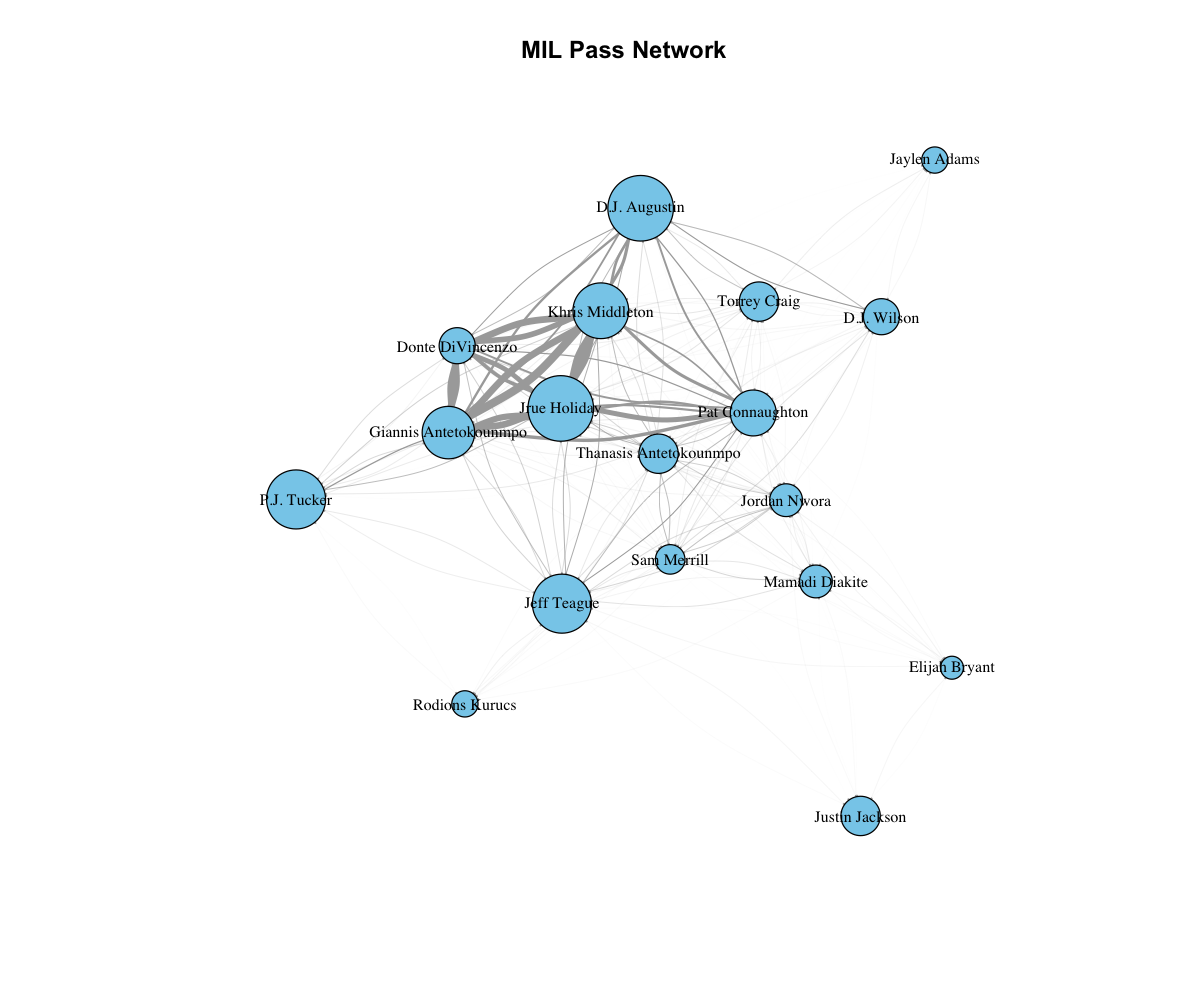 MIL Pass Network
Jaylen Adams
D.J. Augustin
Torrey Craig
Khris Middleton
D.J. Wilson
Donte DiVincenzo
Jrue Holiday
Pat Connaughton
Giannis Antetokounmpo
Thanasis Antetokounmpo
P.J. Tucker
Jordan Nwora
Sam Merrill
Mamadi Diakite
Jeff Teague
Elijah Bryant
Rodions Kurucs
Justin Jackson